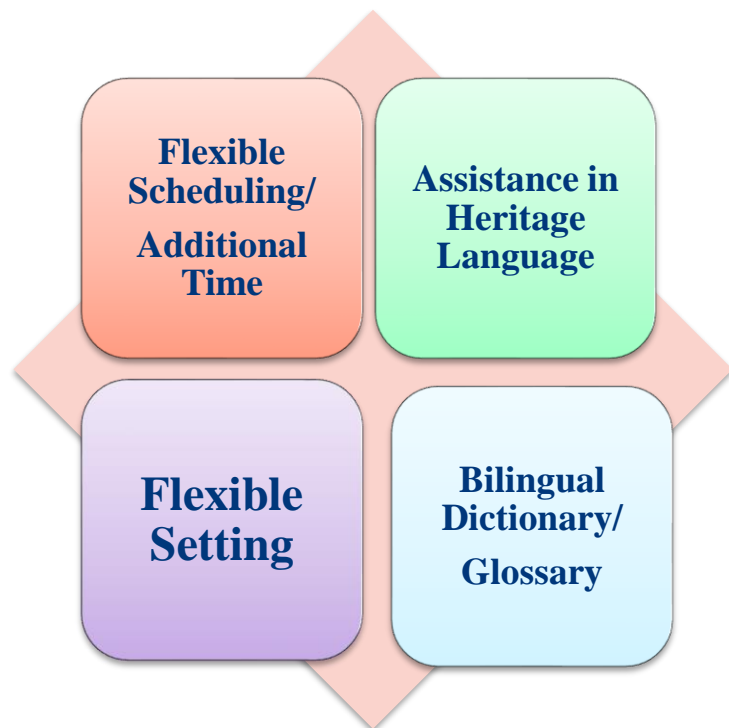 Flexible
Scheduling/
Additional
Time
Assistance in
Heritage
Language
Flexible
Setting
Bilingual
Dictionary/
Glossary